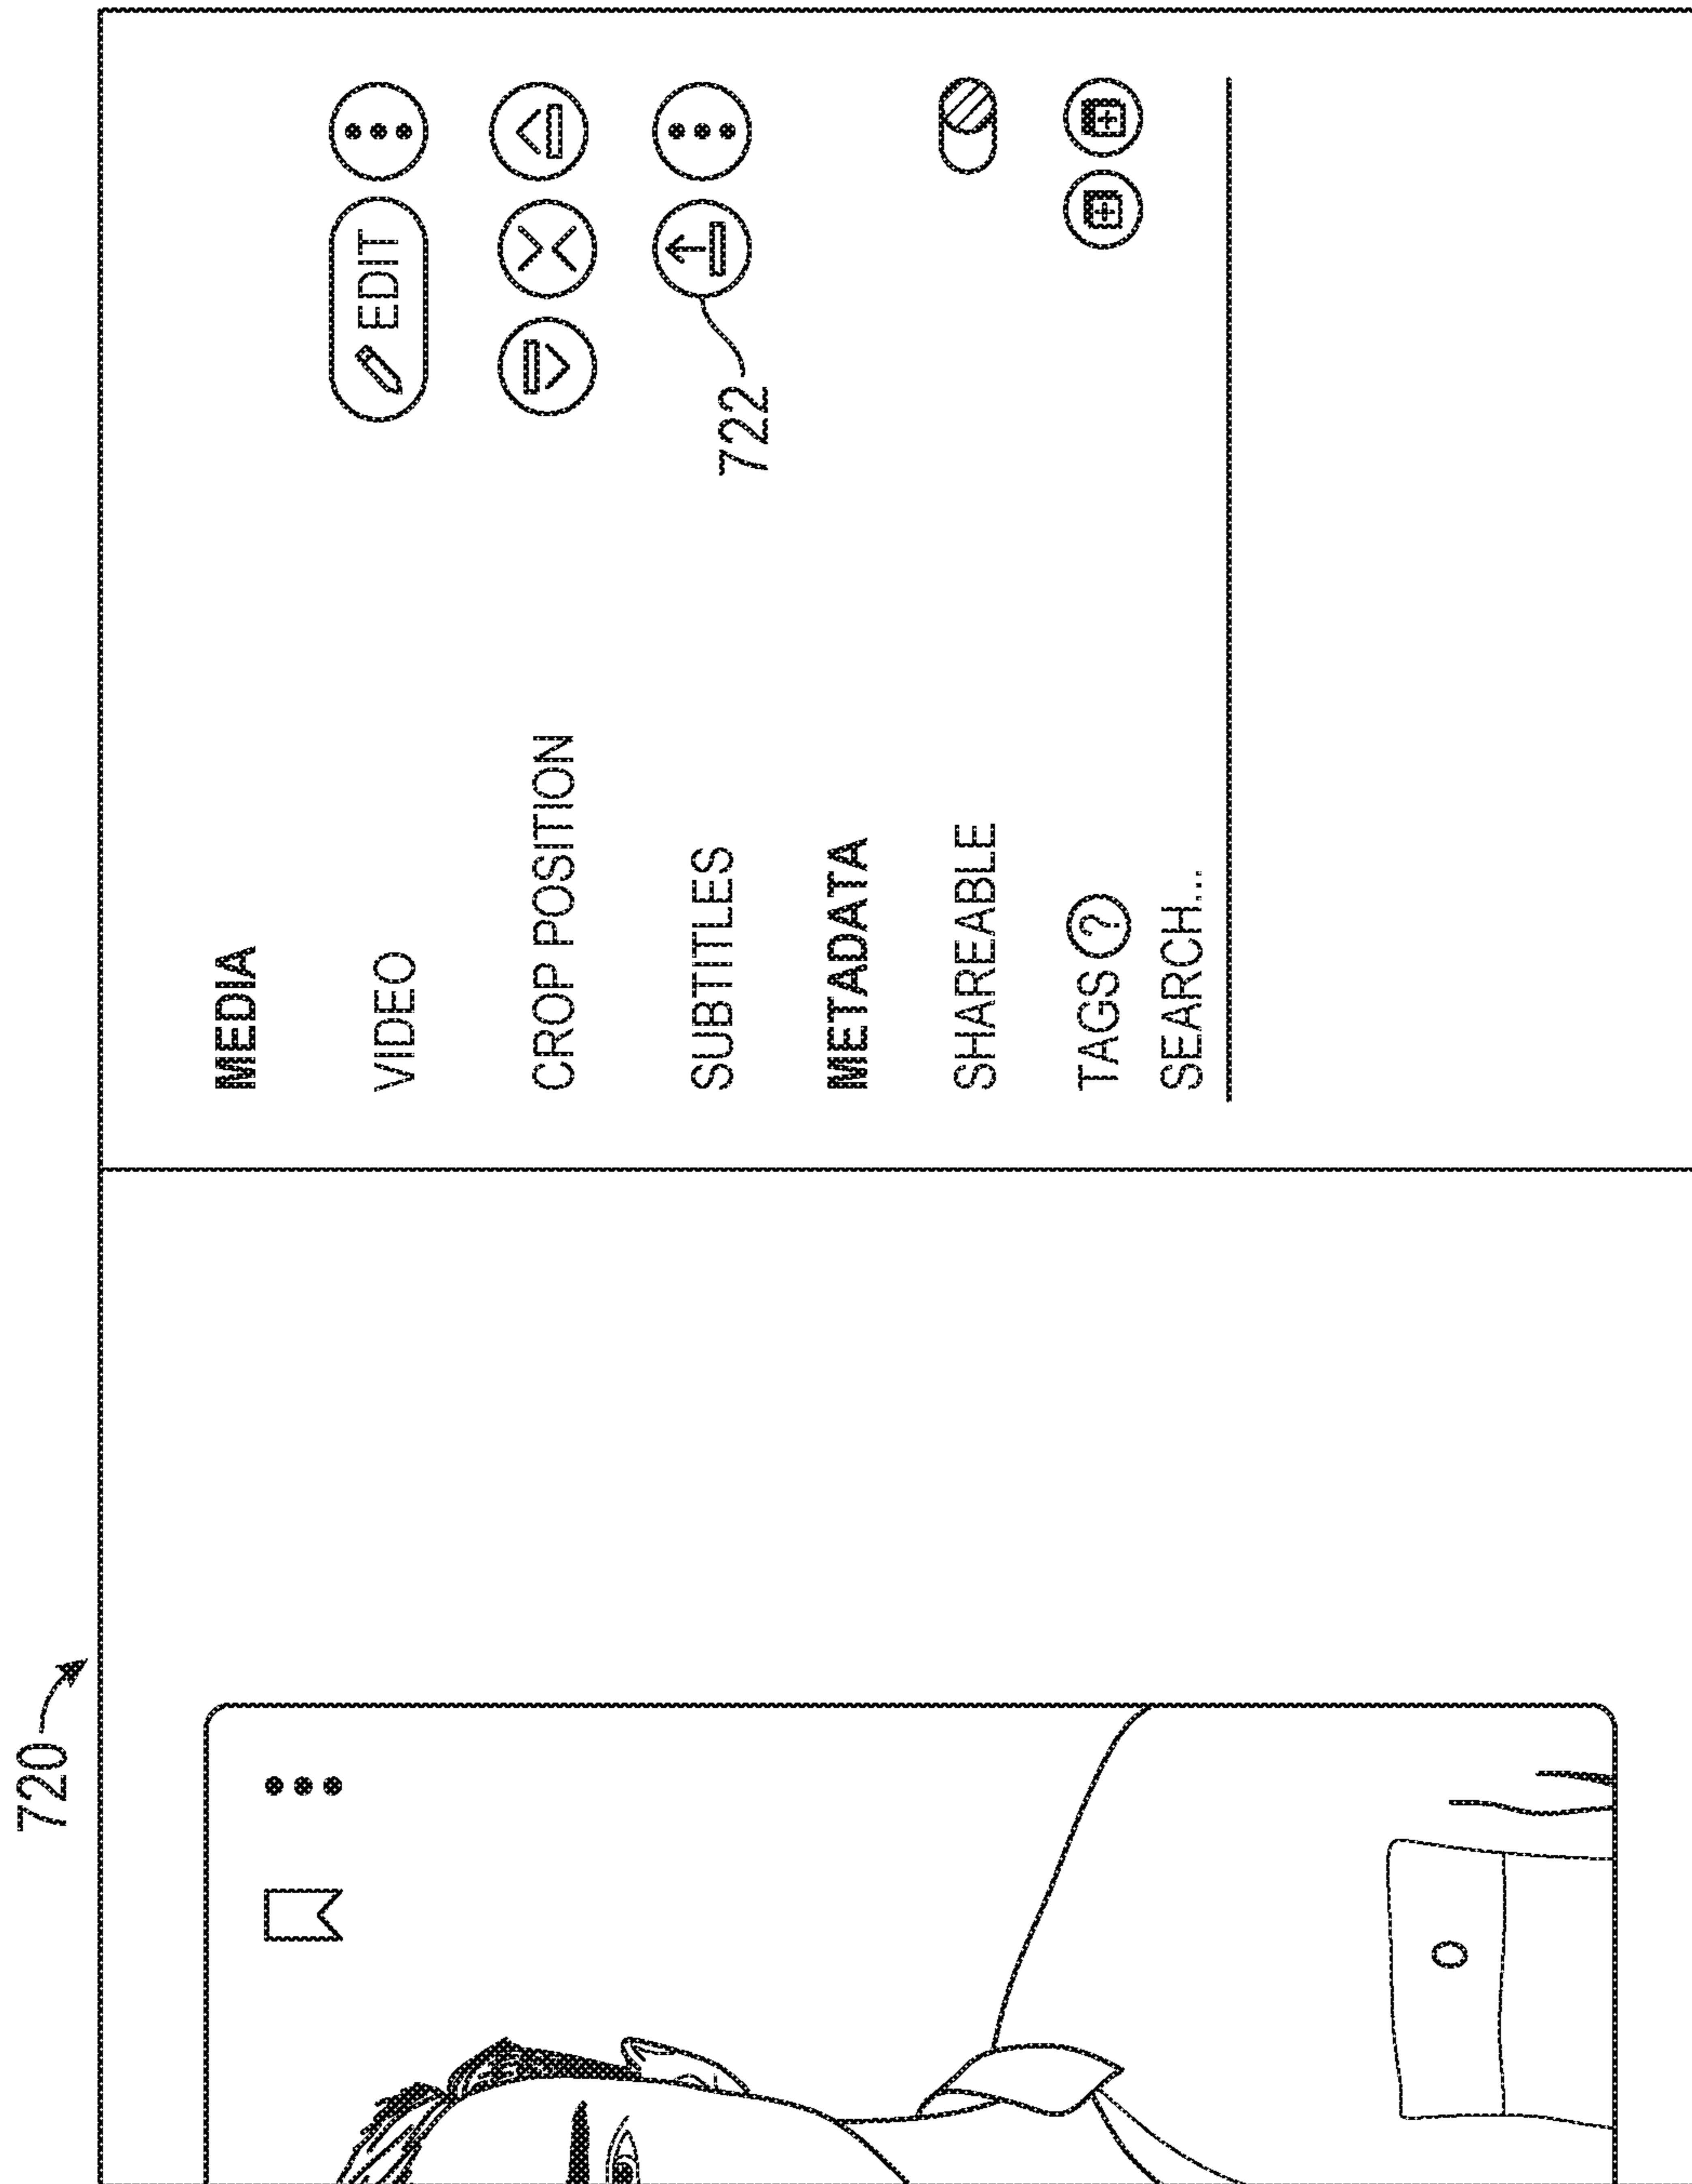 720
MEDIA
VIDEO EDIT
CROP POSITION
SUBTITLES
722
METADATA
SHAREABLE
TAGS ?
SEARCH...